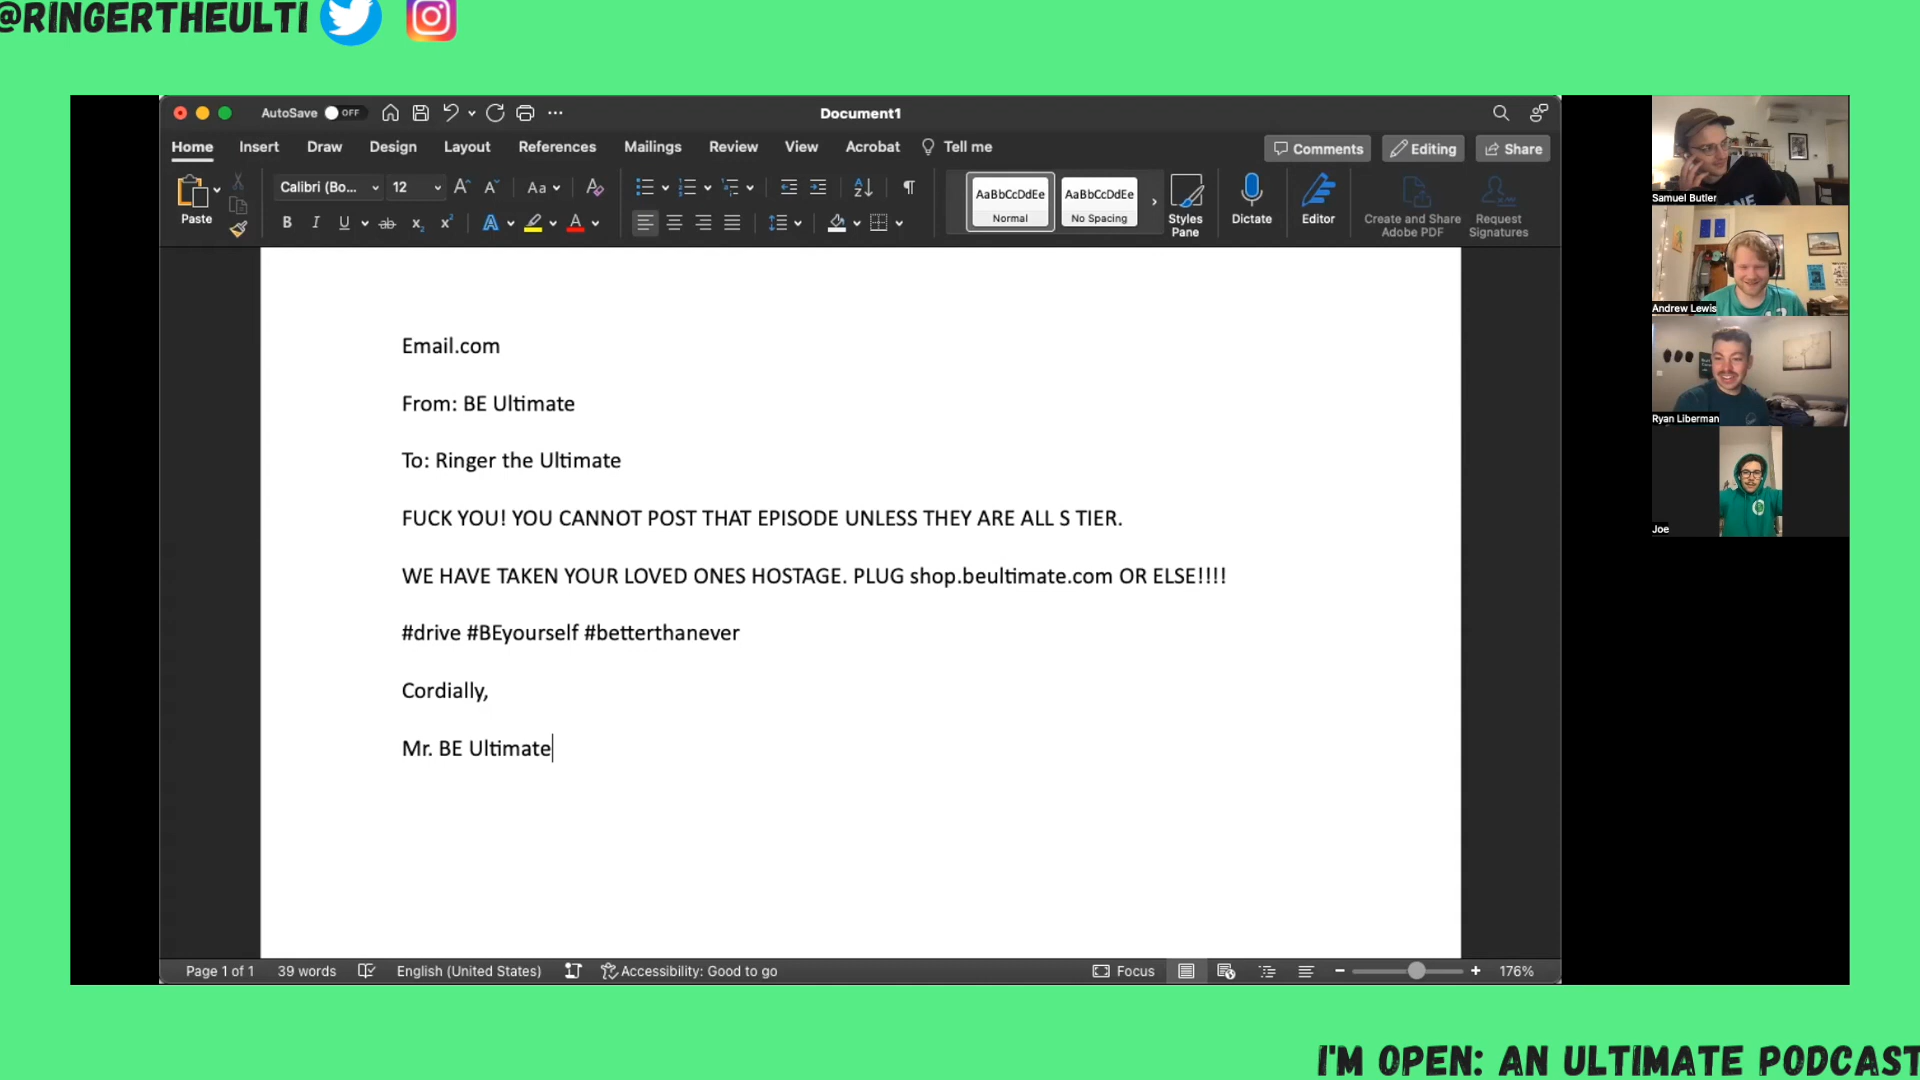 @RINGERTHEULTI
AutoSave OFF
Document1
Home Insert Draw Design Layout References Mailings Review View Acrobat Tell me
Comments Editing Share
Paste
Calibri (Bo... 12
Aa
AaBbCcDdEe
Normal
AaBbCcDdEe
No Spacing
Styles
Pane
Dictate
Editor
Create and Share
Adobe PDF
Request
Signatures
Email.com
From: BE Ultimate
To: Ringer the Ultimate
FUCK YOU! YOU CANNOT POST THAT EPISODE UNLESS THEY ARE ALL S TIER.
WE HAVE TAKEN YOUR LOVED ONES HOSTAGE. PLUG shop.beultimate.com OR ELSE!!!!
#drive #BEyourself #betterthanever
Cordially,
Mr. BE Ultimate
Page 1 of 1 39 words English (United States) Accessibility: Good to go Focus 176%
Samuel Butler
Andrew Lewis
Ryan Liberman
Joe
I'M OPEN: AN ULTIMATE PODCAST